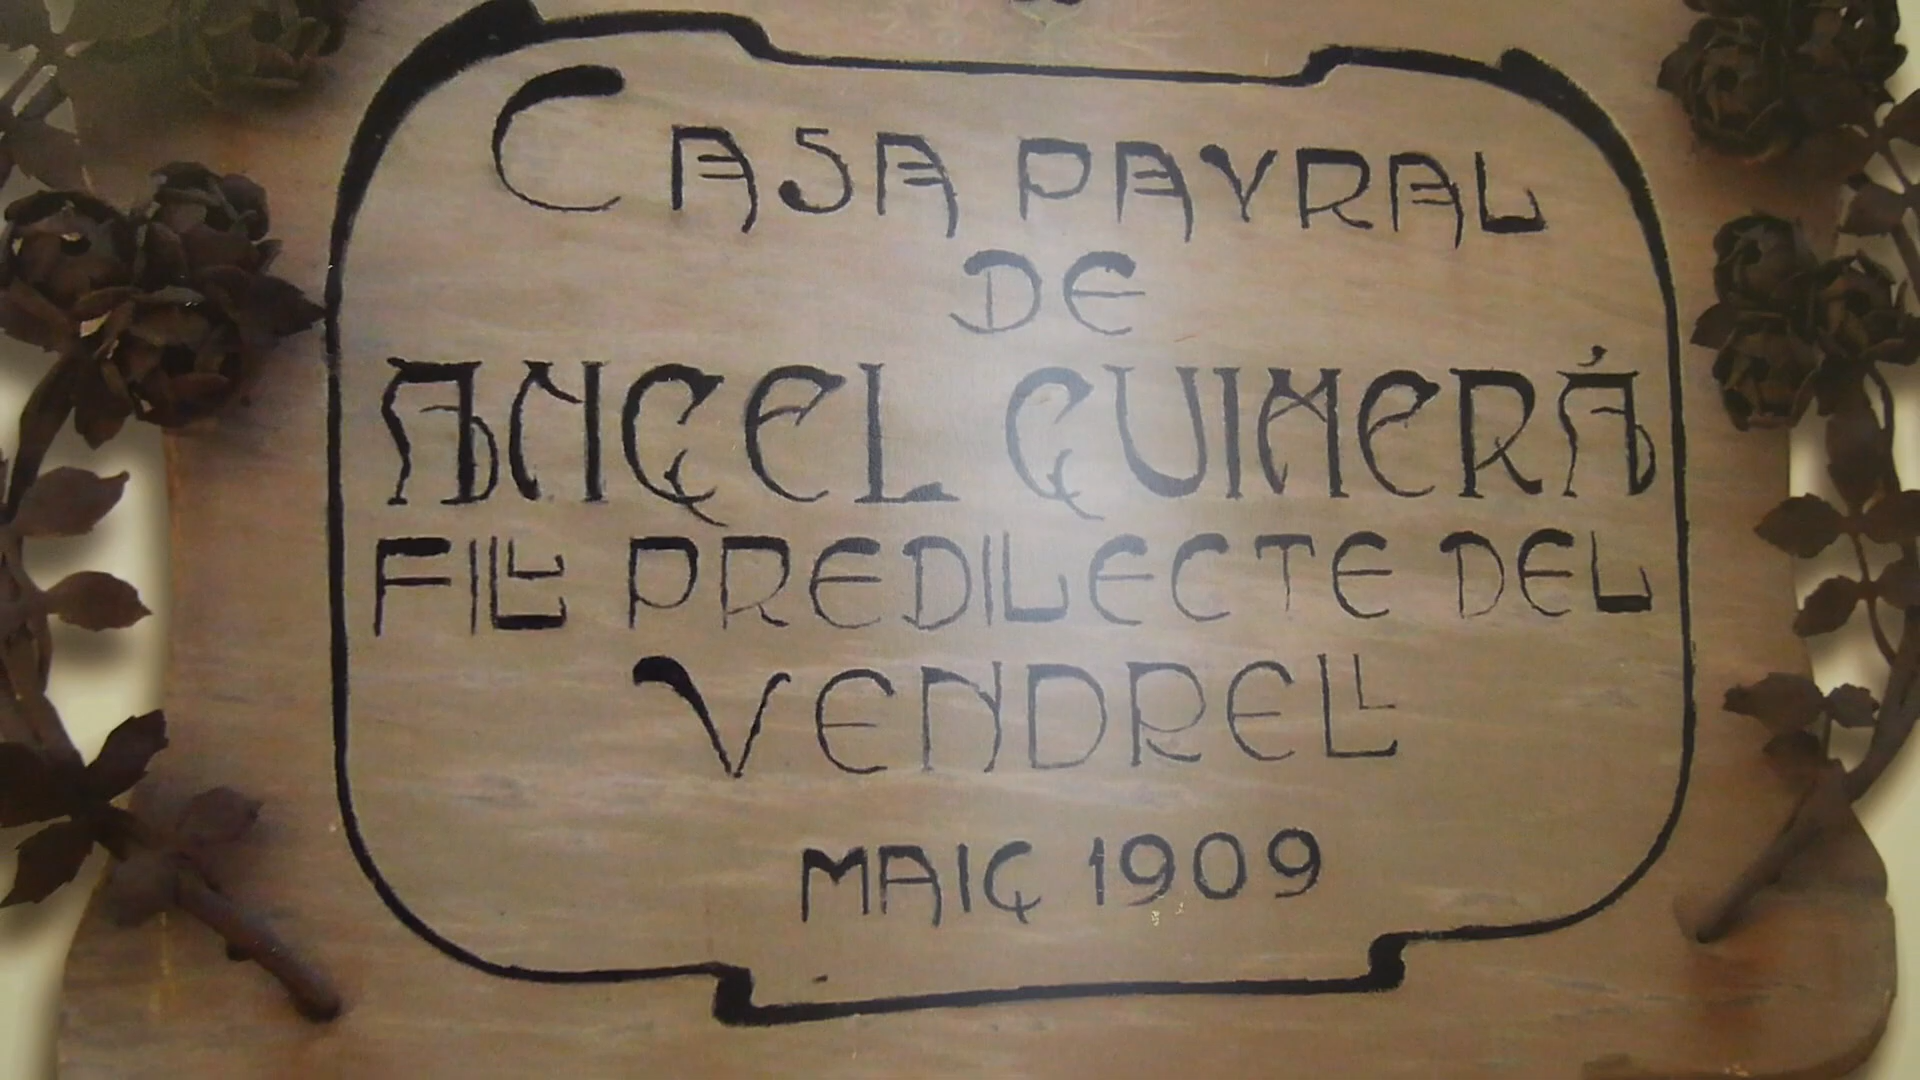 CASA PAYRAL
DE
ANGEL GUIMERÁ
FILL PREDILECTE DEL
VENDRELL
MAIG 1909